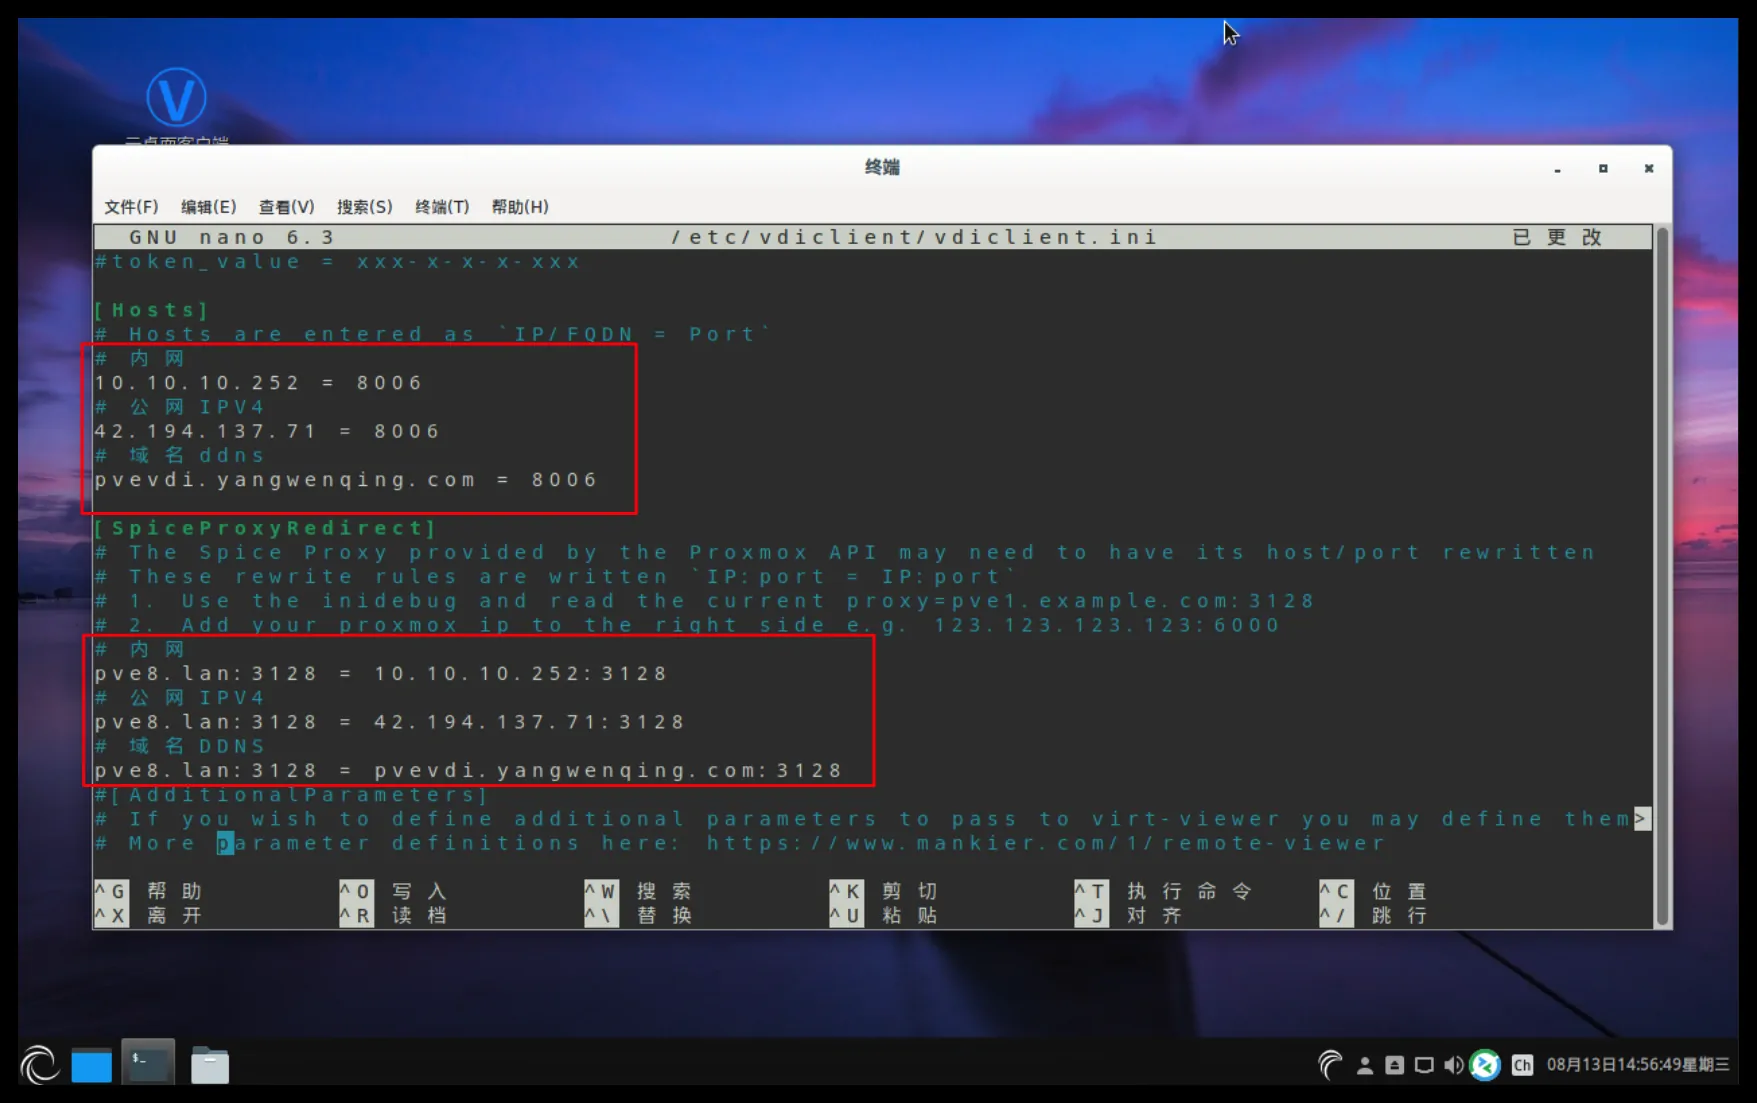 云桌面客户端
终端
文件(F) 编辑(E) 查看(V) 搜索(S) 终端(T) 帮助(H)
GNU nano 6.3 /etc/vdiclient/vdiclient.ini 已更改
#token_value = xxx-x-x-x-xxx
[Hosts]
# Hosts are entered as `IP/FQDN = Port`
# 内网
10.10.10.252 = 8006
# 公网IPV4
42.194.137.71 = 8006
# 域名ddns
pvevdi.yangwenqing.com = 8006
[SpiceProxyRedirect]
# The Spice Proxy provided by the Proxmox API may need to have its host/port rewritten
# These rewrite rules are written `IP:port = IP:port`
# 1. Use the inidebug and read the current proxy=pve1.example.com:3128
# 2. Add your proxmox ip to the right side e.g. 123.123.123.123:6000
# 内网
pve8.lan:3128 = 10.10.10.252:3128
# 公网IPV4
pve8.lan:3128 = 42.194.137.71:3128
# 域名DDNS
pve8.lan:3128 = pvevdi.yangwenqing.com:3128
#[AdditionalParameters]
# If you wish to define additional parameters to pass to virt-viewer you may define them>
# More parameter definitions here: https://www.mankier.com/1/remote-viewer
^G 帮助 ^O 写入 ^W 搜索 ^K 剪切 ^T 执行命令 ^C 位置
^X 离开 ^R 读档 ^\ 替换 ^U 粘贴 ^J 对齐 ^/ 跳行
Ch 08月13日14:56:49星期三